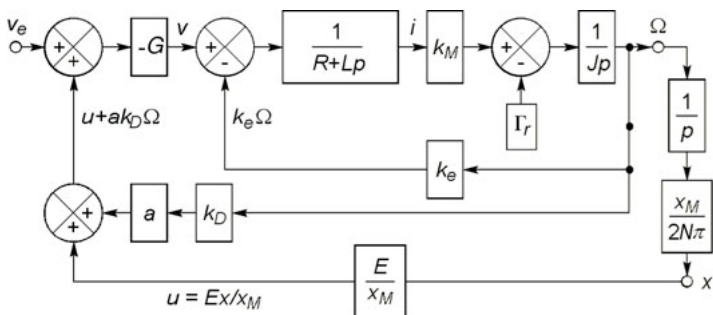 v_e
+ +
+
-G
v
+
-
1
R+Lp
i
k_M
+
-
1
Jp
Ω
u+ak_DΩ
k_eΩ
Γ_r
1
p
k_e
+
+
a
k_D
x_M
2Nπ
u = Ex/x_M
E
x_M
x